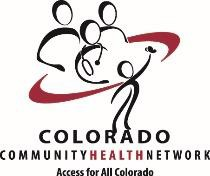 COLORADO
COMMUNITYHEALTHNETWORK
Access for All Colorado